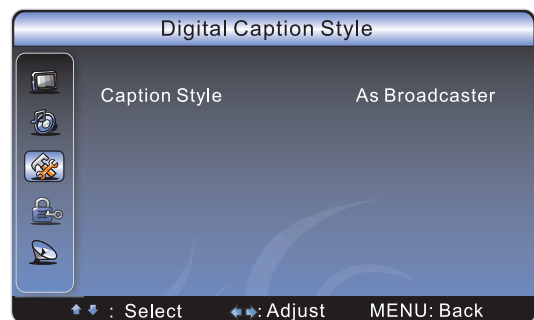 Digital Caption Style
Caption Style As Broadcaster
: Select : Adjust MENU: Back